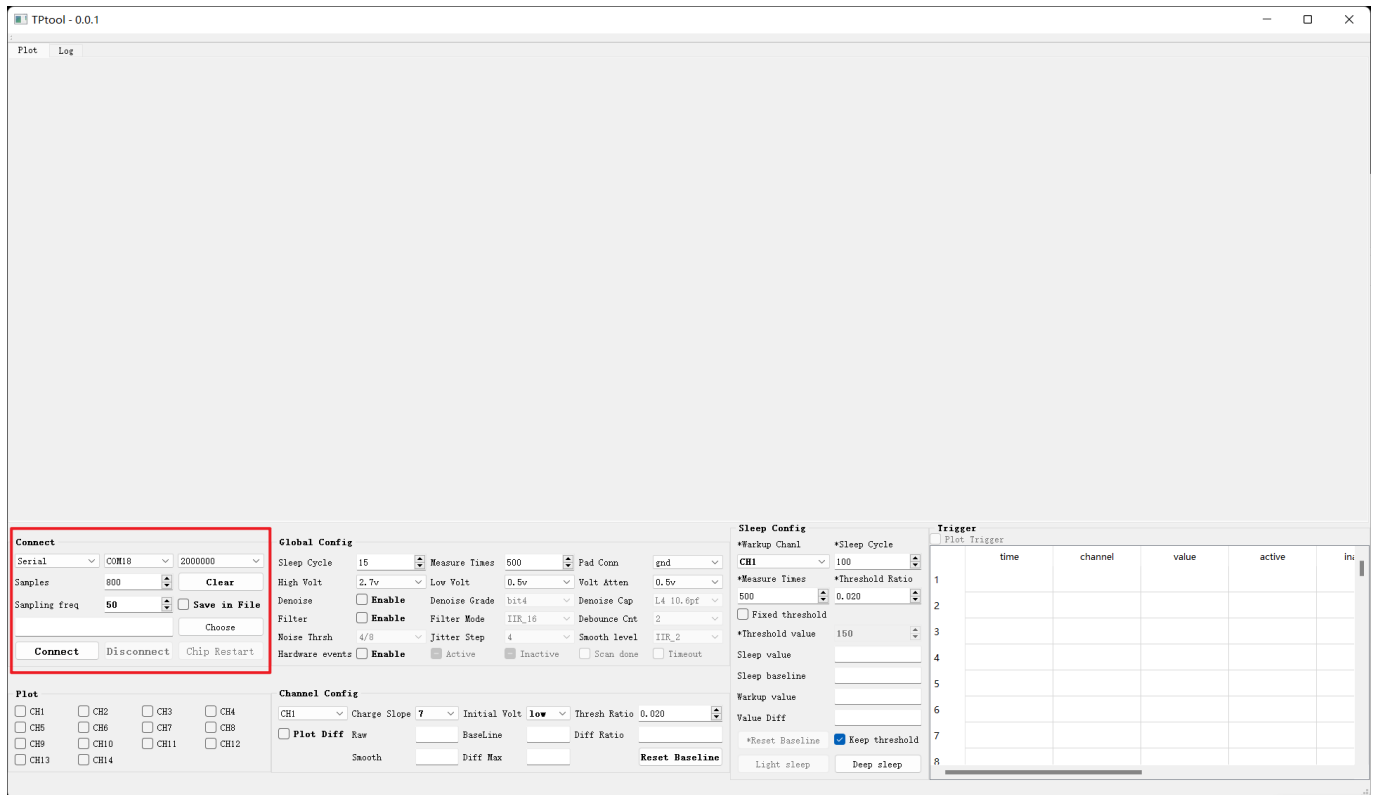 TPtool - 0.0.1
Plot Log
Connect
Serial COM18 2000000
Samples 800 Clear
Sampling freq 50 Save in File
Choose
Connect Disconnect Chip Restart
Plot
CH1 CH2 CH3 CH4
CH5 CH6 CH7 CH8
CH9 CH10 CH11 CH12
CH13 CH14
Global Config
Sleep Cycle 15 Measure Times 500 Pad Conn gnd
High Volt 2.7v Low Volt 0.5v Volt Atten 0.5v
Denoise Enable Denoise Grade bit4 Denoise Cap L4 10.6pf
Filter Enable Filter Mode IIR_16 Debounce Cnt 2
Noise Thrsh 4/8 Jitter Step 4 Smooth level IIR_2
Hardware events Enable Active Inactive Scan done Timeout
Channel Config
CH1 Charge Slope 7 Initial Volt low Thresh Ratio 0.020
Plot Diff Raw BaseLine Diff Ratio
Smooth Diff Max Reset Baseline
Sleep Config
*Warkup Chanl *Sleep Cycle
CH1 100
*Measure Times *Threshold Ratio
500 0.020
Fixed threshold
*Threshold value 150
Sleep value
Sleep baseline
Warkup value
Value Diff
*Reset Baseline Keep threshold
Light sleep Deep sleep
Trigger
Plot Trigger
time channel value active ina
1
2
3
4
5
6
7
8